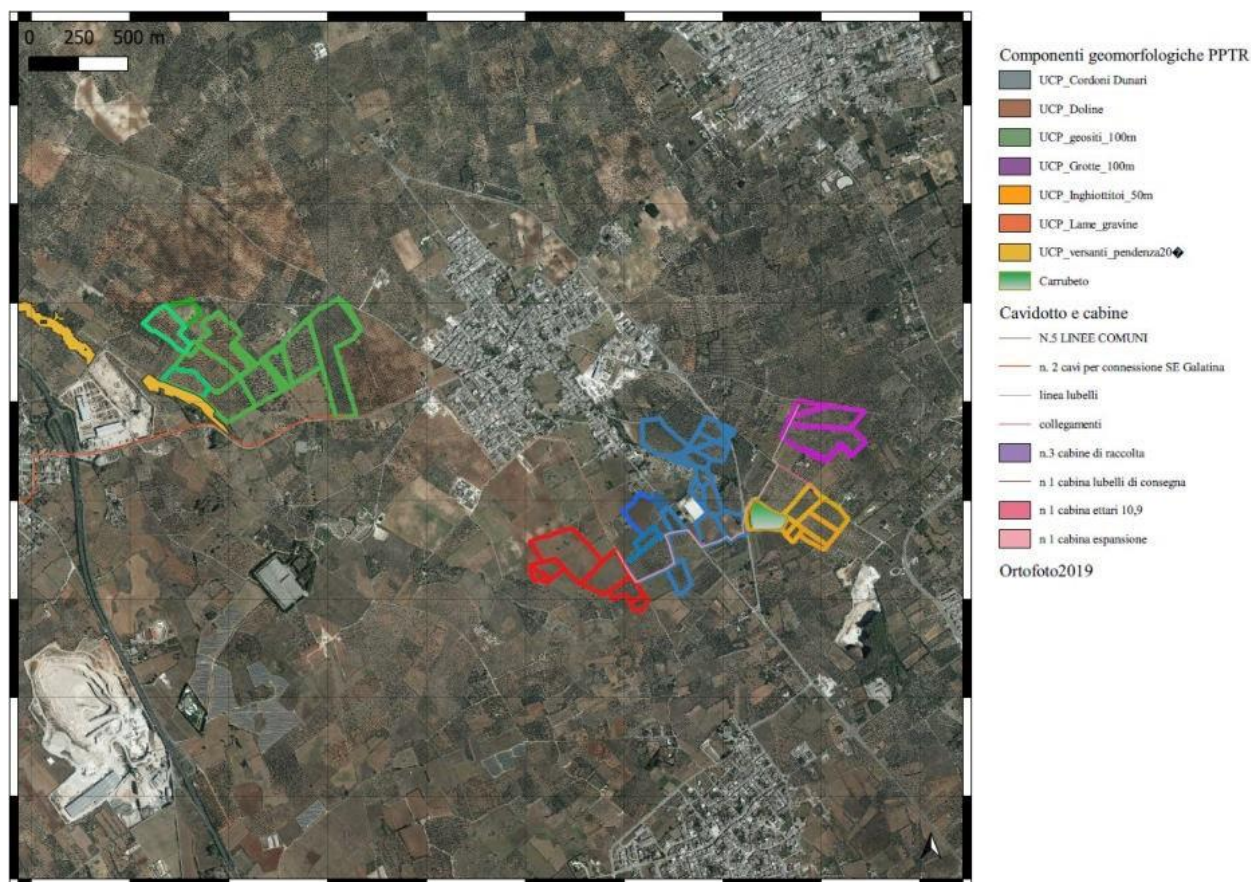 0 250 500 m
Componenti geomorfologiche PPTR
UCP_Cordoni Dunari
UCP_Doline
UCP_geositi_100m
UCP_Grotte_100m
UCP_Inghiottitoi_50m
UCP_Lame_gravine
UCP_versanti_pendenza20�
Carrubeto
Cavidotto e cabine
N.5 LINEE COMUNI
n. 2 cavi per connessione SE Galatina
linea lubelli
collegamenti
n.3 cabine di raccolta
n 1 cabina lubelli di consegna
n 1 cabina ettari 10,9
n 1 cabina espansione
Ortofoto2019